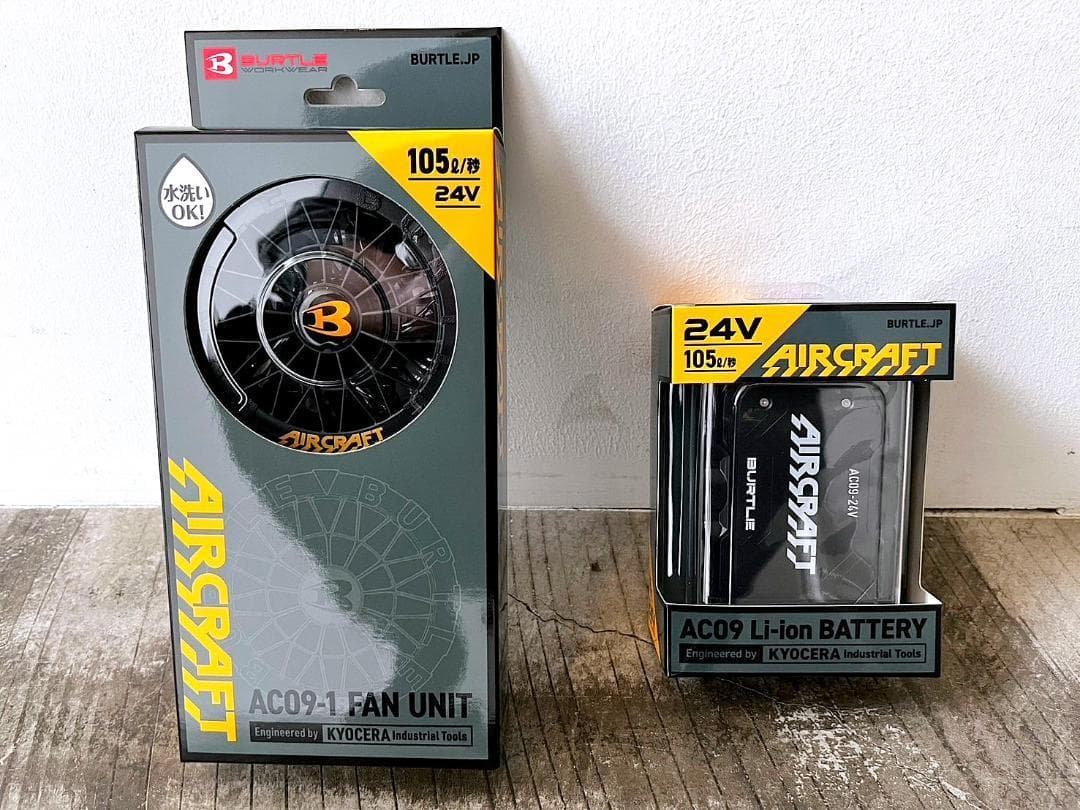 B BURTLE
WORKWEAR
BURTLE.JP
105ℓ/秒
24V
水洗い
OK!
B
AIRCRAFT
AIRCRAFT
B
AC09-1 FAN UNIT
Engineered by KYOCERA Industrial Tools
24V
105ℓ/秒
BURTLE.JP
AIRCRAFT
AIRCRAFT
BURTLE
AC09-24V
AC09 Li-ion BATTERY
Engineered by KYOCERA Industrial Tools